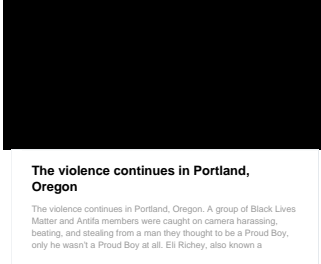 The violence continues in Portland,
Oregon
The violence continues in Portland, Oregon. A group of Black Lives
Matter and Antifa members were caught on camera harassing,
beating, and stealing from a man they thought to be a Proud Boy,
only he wasn't a Proud Boy at all. Eli Richey, also known a